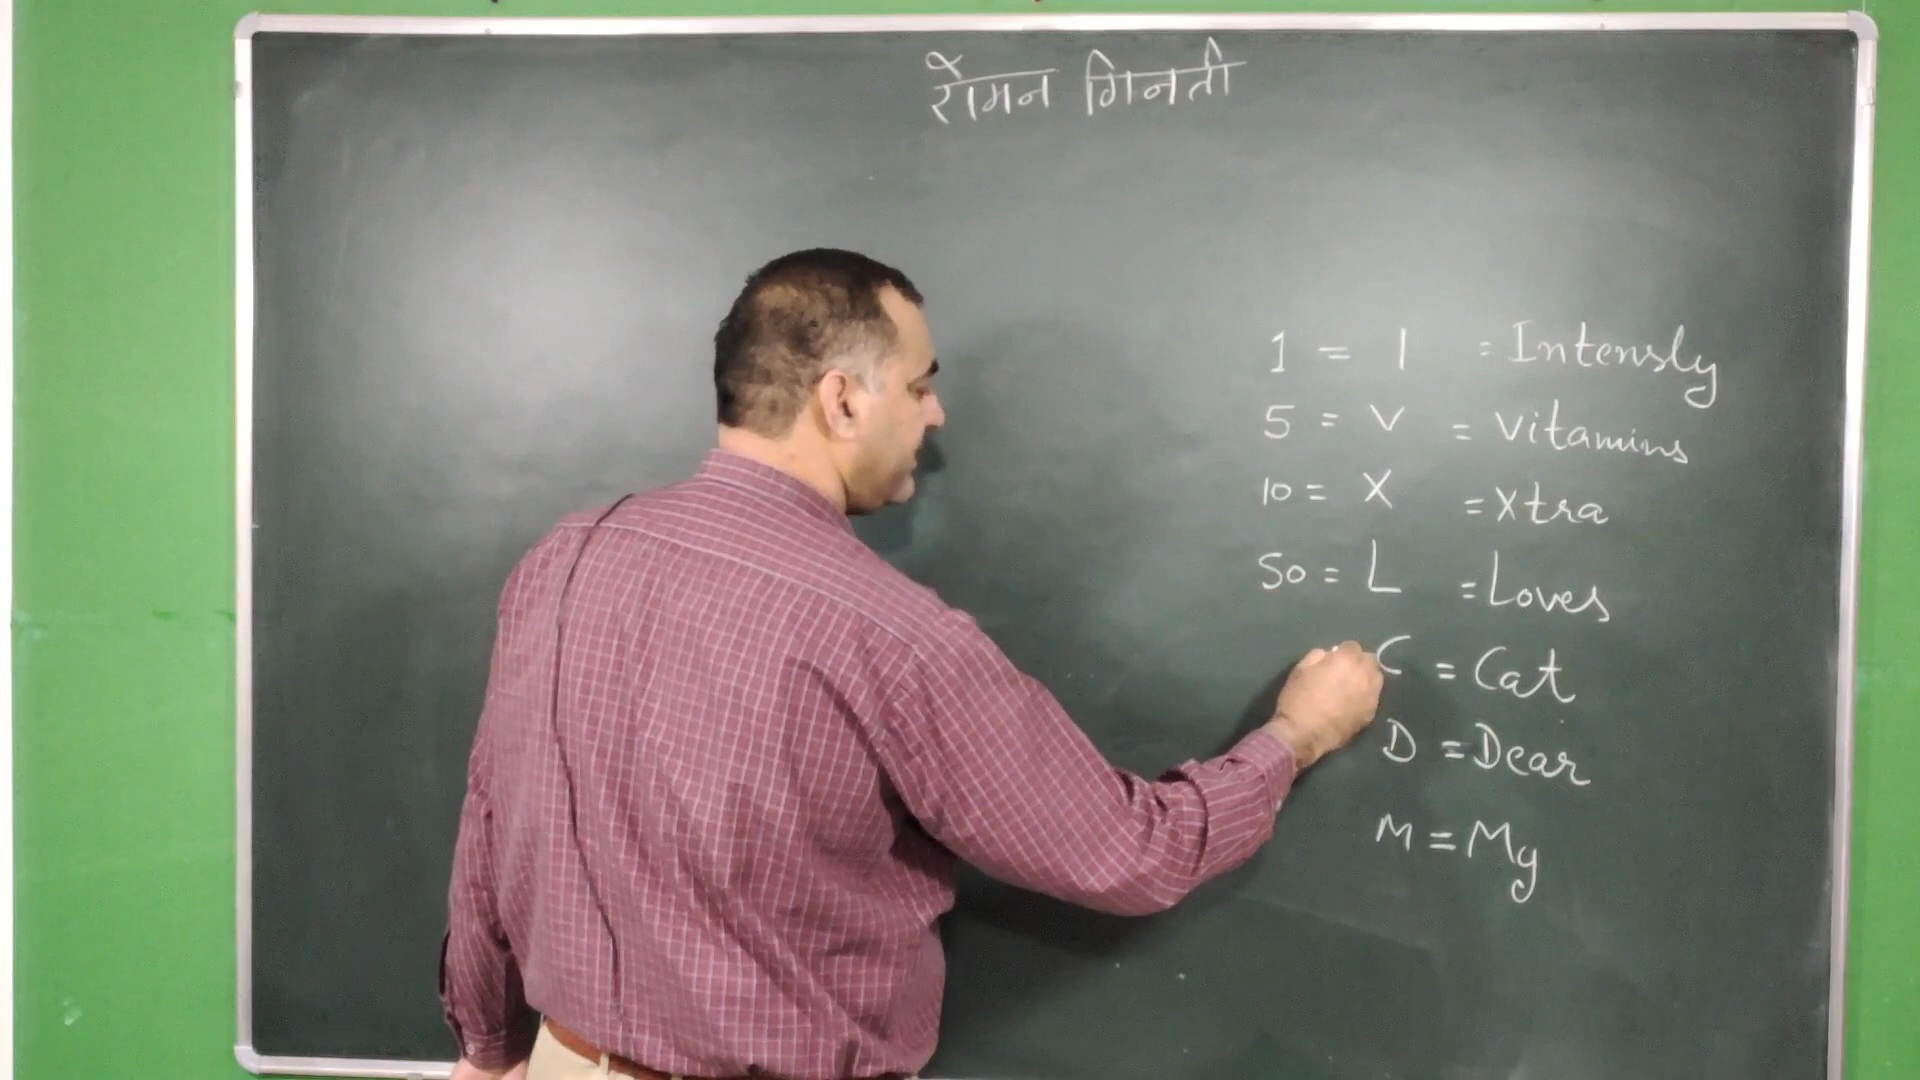 रोमन गिनती
1 = I = Intensly
5 = V = Vitamins
10 = X = Xtra
50 = L = Loves
C = Cat
D = Dear
M = My